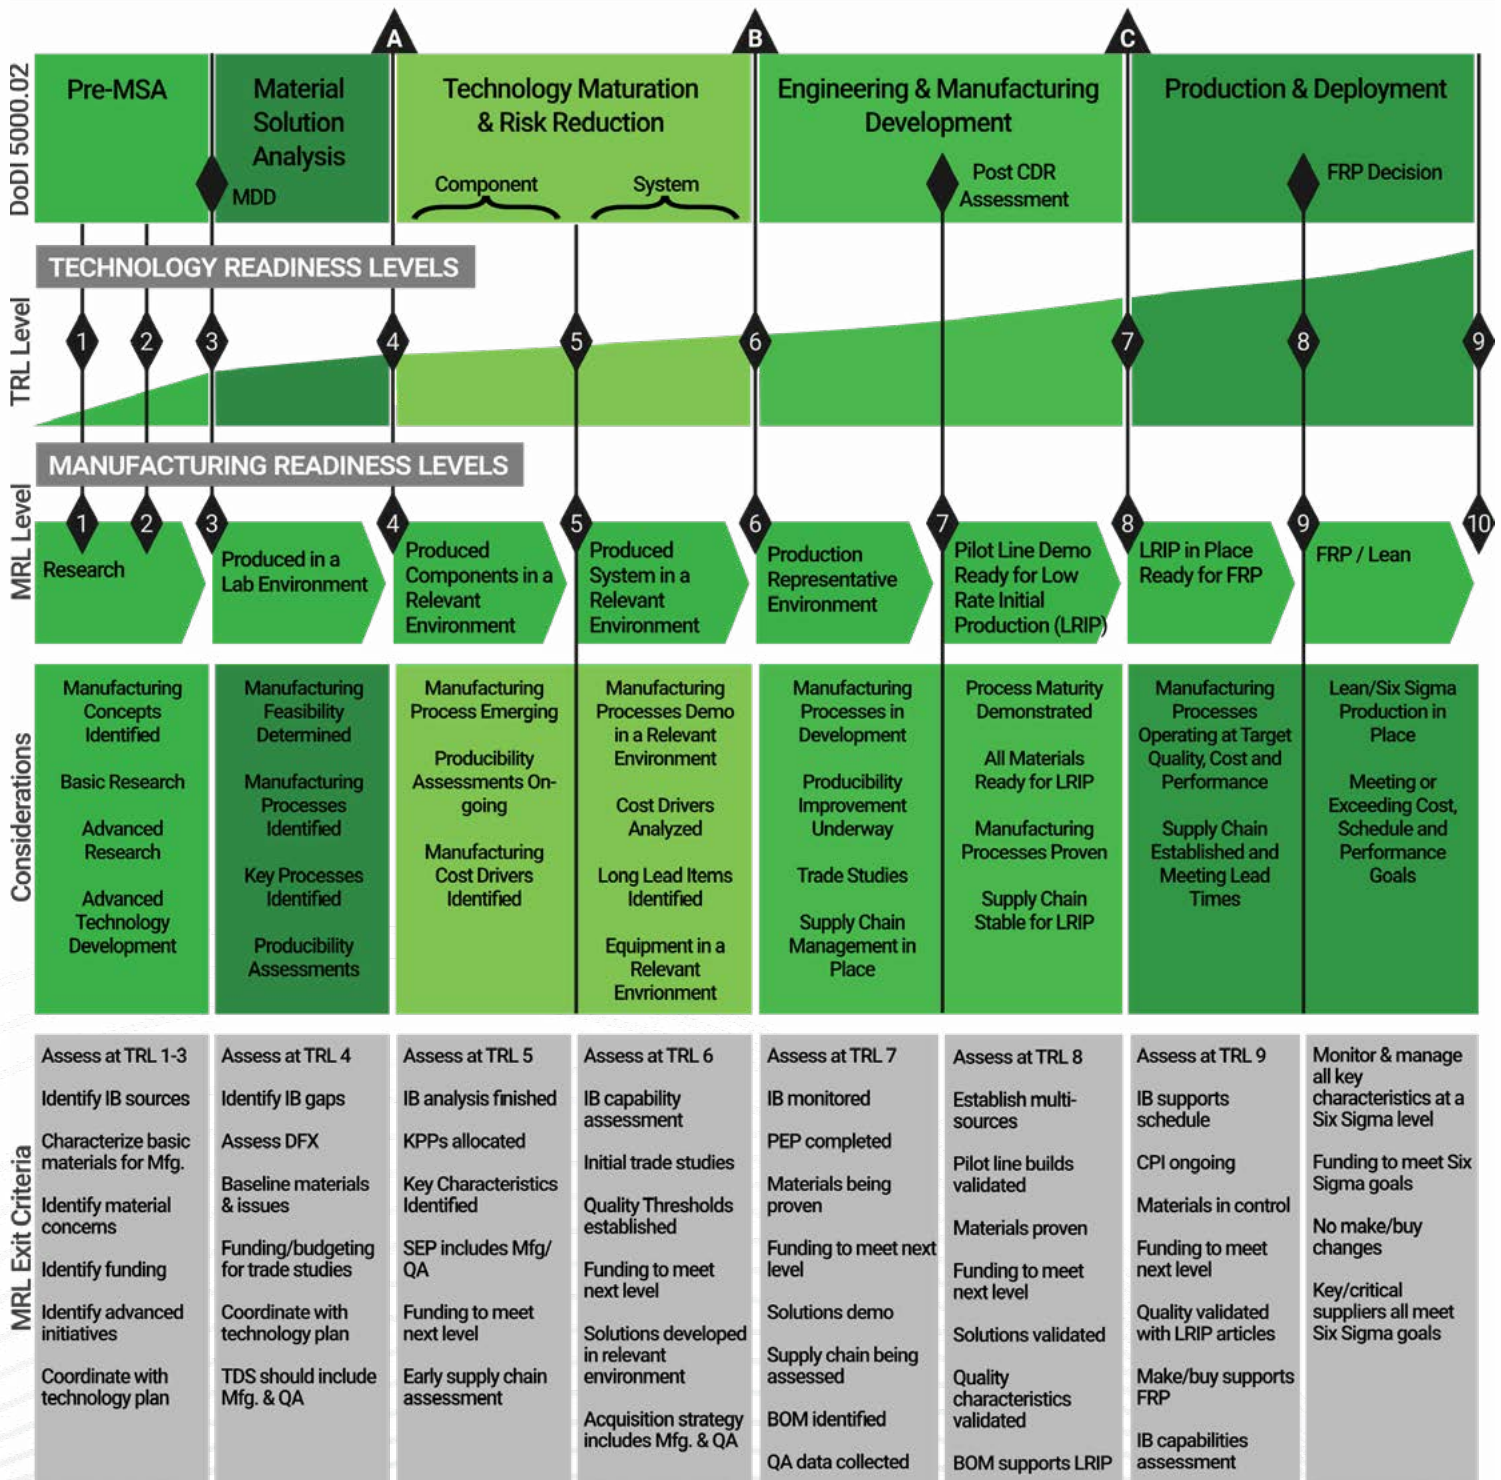 A
B
C
DoDI 5000.02
Pre-MSA
Material
Solution
Analysis
MDD
Technology Maturation
& Risk Reduction
Component
System
Engineering & Manufacturing
Development
Post CDR
Assessment
Production & Deployment
FRP Decision
TECHNOLOGY READINESS LEVELS
TRL Level
1
2
3
4
5
6
7
8
9
MANUFACTURING READINESS LEVELS
MRL Level
1
2
3
4
5
6
7
8
9
10
Research
Produced in a
Lab Environment
Produced
Components in a
Relevant
Environment
Produced
System in a
Relevant
Environment
Production
Representative
Environment
Pilot Line Demo
Ready for Low
Rate Initial
Production (LRIP)
LRIP in Place
Ready for FRP
FRP / Lean
Considerations
Manufacturing
Concepts
Identified
Basic Research
Advanced
Research
Advanced
Technology
Development
Manufacturing
Feasibility
Determined
Manufacturing
Processes
Identified
Key Processes
Identified
Producibility
Assessments
Manufacturing
Process Emerging
Producibility
Assessments On-
going
Manufacturing
Cost Drivers
Identified
Manufacturing
Processes Demo
in a Relevant
Environment
Cost Drivers
Analyzed
Long Lead Items
Identified
Equipment in a
Relevant
Envrionment
Manufacturing
Processes in
Development
Producibility
Improvement
Underway
Trade Studies
Supply Chain
Management in
Place
Process Maturity
Demonstrated
All Materials
Ready for LRIP
Manufacturing
Processes Proven
Supply Chain
Stable for LRIP
Manufacturing
Processes
Operating at Target
Quality, Cost and
Performance
Supply Chain
Established and
Meeting Lead
Times
Lean/Six Sigma
Production in
Place
Meeting or
Exceeding Cost,
Schedule and
Performance
Goals
MRL Exit Criteria
Assess at TRL 1-3
Identify IB sources
Characterize basic
materials for Mfg.
Identify material
concerns
Identify funding
Identify advanced
initiatives
Coordinate with
technology plan
Assess at TRL 4
Identify IB gaps
Assess DFX
Baseline materials
& issues
Funding/budgeting
for trade studies
Coordinate with
technology plan
TDS should include
Mfg. & QA
Assess at TRL 5
IB analysis finished
KPPs allocated
Key Characteristics
Identified
SEP includes Mfg/
QA
Funding to meet
next level
Early supply chain
assessment
Assess at TRL 6
IB capability
assessment
Initial trade studies
Quality Thresholds
established
Funding to meet
next level
Solutions developed
in relevant
environment
Acquisition strategy
includes Mfg. & QA
Assess at TRL 7
IB monitored
PEP completed
Materials being
proven
Funding to meet next
level
Solutions demo
Supply chain being
assessed
BOM identified
QA data collected
Assess at TRL 8
Establish multi-
sources
Pilot line builds
validated
Materials proven
Funding to meet
next level
Solutions validated
Quality
characteristics
validated
BOM supports LRIP
Assess at TRL 9
IB supports
schedule
CPI ongoing
Materials in control
Funding to meet
next level
Quality validated
with LRIP articles
Make/buy supports
FRP
IB capabilities
assessment
Monitor & manage
all key
characteristics at a
Six Sigma level
Funding to meet Six
Sigma goals
No make/buy
changes
Key/critical
suppliers all meet
Six Sigma goals